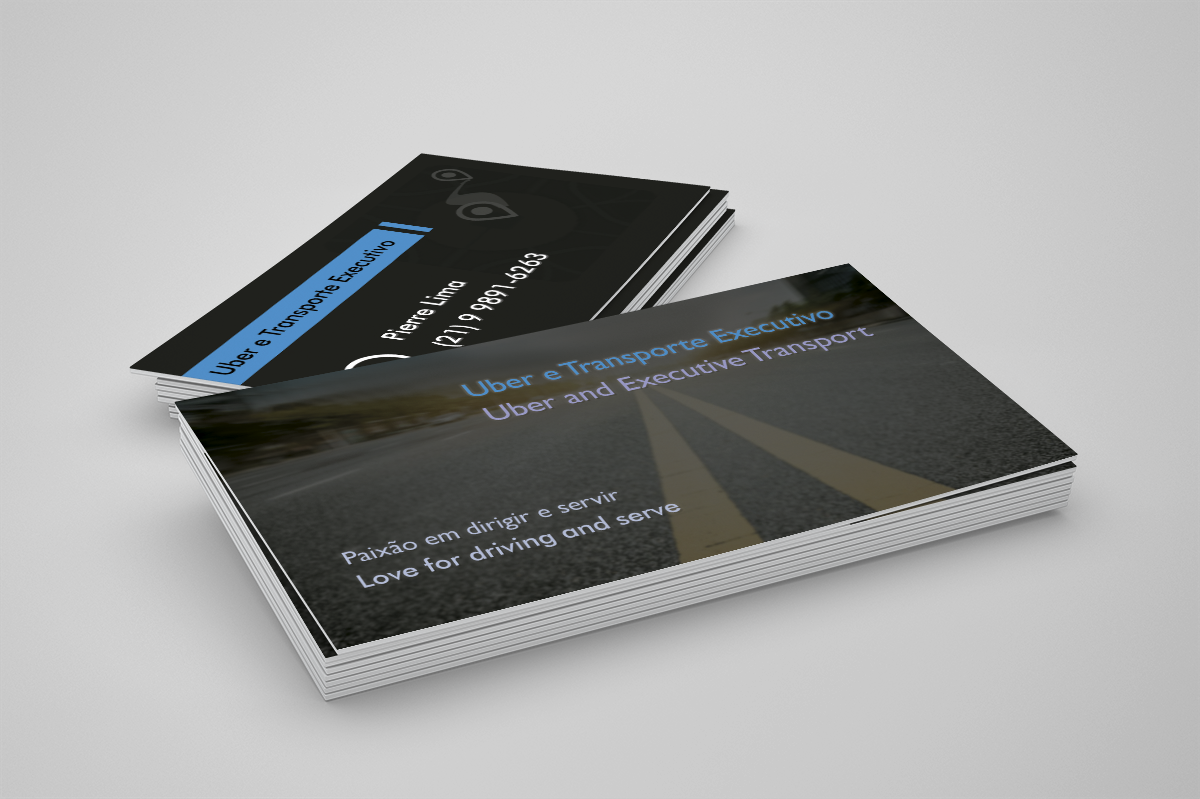 Uber e Transporte Executivo
Pierre Lima
(21) 9 9891-6263
Uber e Transporte Executivo
Uber and Executive Transport
Paixão em dirigir e servir
Love for driving and serve